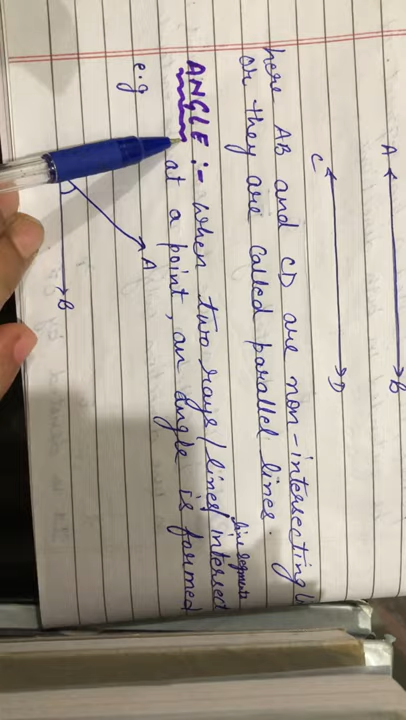 A B
C D
here AB and CD are non-intersecting
or they are called parallel lines.
line segments
ANGLE :- When two rays/lines/ intersect
at a point, an angle is formed
e.g
A
B